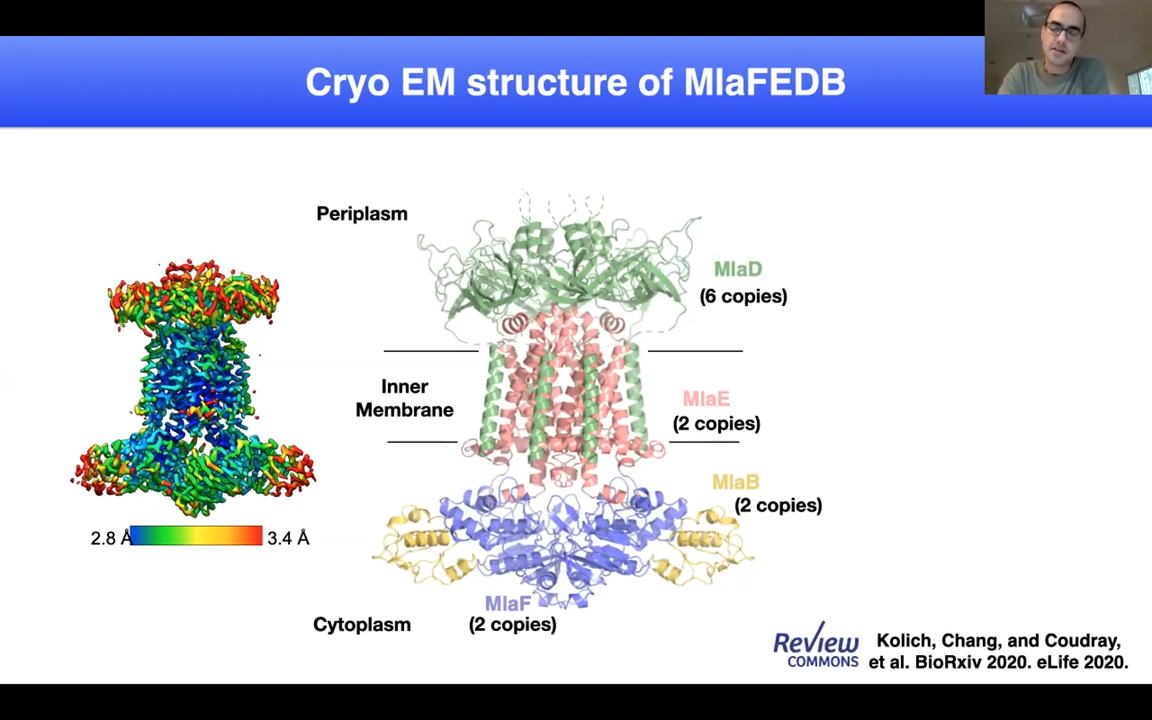 Cryo EM structure of MlaFEDB
Periplasm
MlaD
(6 copies)
Inner
Membrane
MlaE
(2 copies)
MlaB
(2 copies)
2.8 Å
3.4 Å
MlaF
(2 copies)
Cytoplasm
Review
COMMONS
Kolich, Chang, and Coudray,
et al. BioRxiv 2020. eLife 2020.